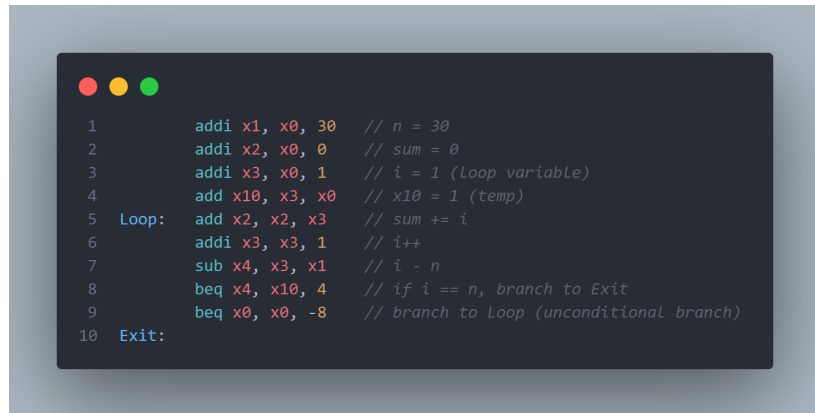 1 addi x1, x0, 30 // n = 30
2 addi x2, x0, 0 // sum = 0
3 addi x3, x0, 1 // i = 1 (loop variable)
4 add x10, x3, x0 // x10 = 1 (temp)
5 Loop: add x2, x2, x3 // sum += i
6 addi x3, x3, 1 // i++
7 sub x4, x3, x1 // i - n
8 beq x4, x10, 4 // if i == n, branch to Exit
9 beq x0, x0, -8 // branch to Loop (unconditional branch)
10 Exit: